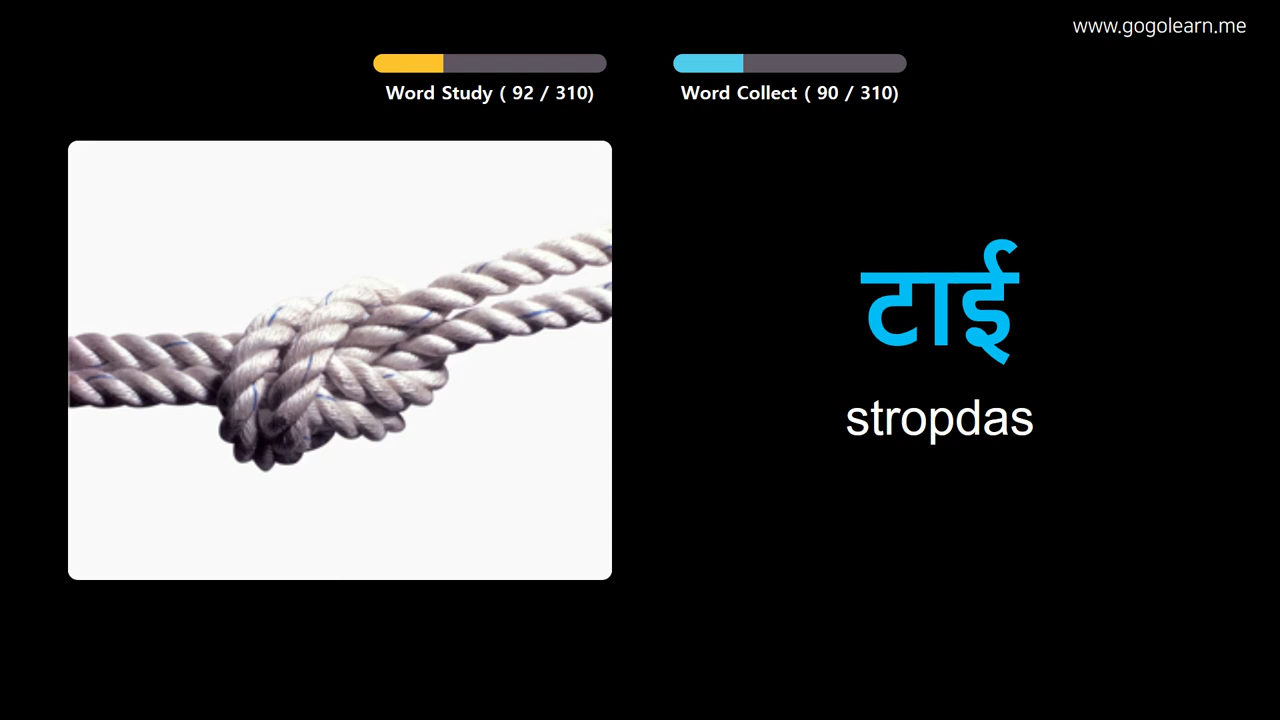 www.gogolearn.me
Word Study ( 92 / 310)
Word Collect ( 90 / 310)
टाई
stropdas